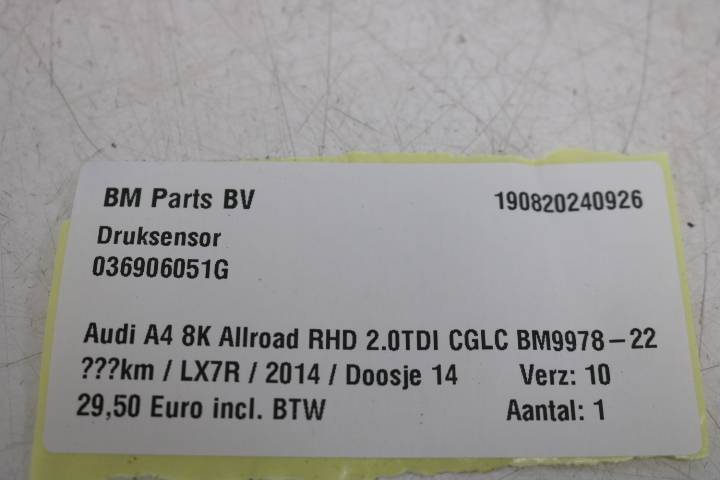 BM Parts BV 190820240926
Druksensor
036906051G
Audi A4 8K Allroad RHD 2.0TDI CGLC BM9978-22
???km / LX7R / 2014 / Doosje 14 Verz: 10
29,50 Euro incl. BTW Aantal: 1